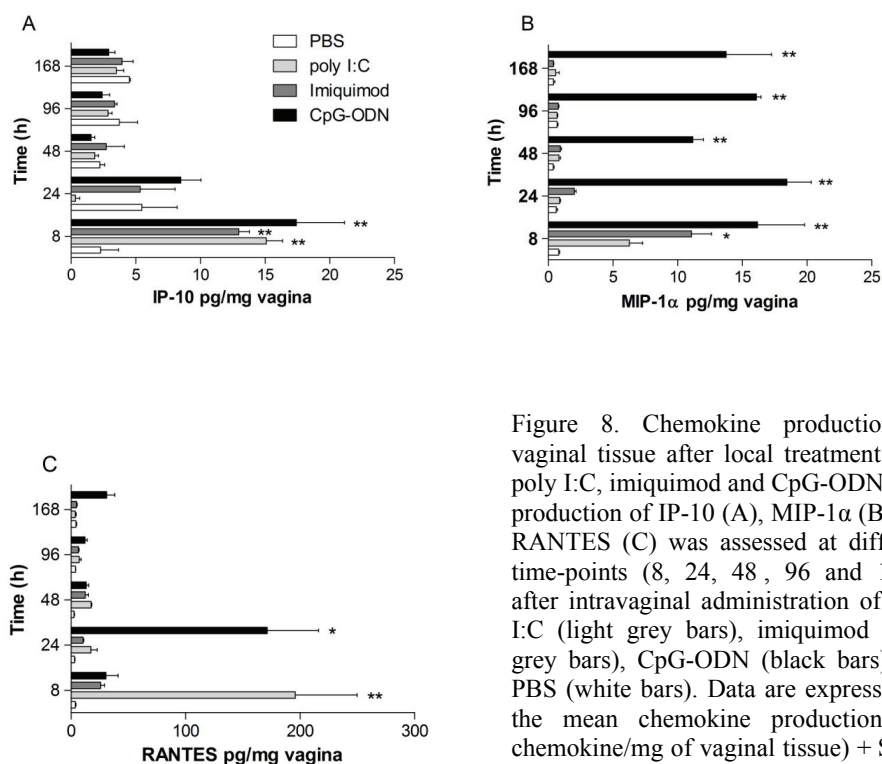 A
PBS
poly I:C
Imiquimod
CpG-ODN
Time (h)
168
96
48
24
8
**
**
**
0 5 10 15 20 25
IP-10 pg/mg vagina
B
Time (h)
168
96
48
24
8
**
**
**
**
**
*
0 5 10 15 20 25
MIP-1α pg/mg vagina
C
Time (h)
168
96
48
24
8
*
**
0 100 200 300
RANTES pg/mg vagina
Figure 8. Chemokine production
vaginal tissue after local treatment
poly I:C, imiquimod and CpG-ODN
production of IP-10 (A), MIP-1α (B
RANTES (C) was assessed at diff
time-points (8, 24, 48 , 96 and 1
after intravaginal administration of
I:C (light grey bars), imiquimod
grey bars), CpG-ODN (black bars)
PBS (white bars). Data are express
the mean chemokine production
chemokine/mg of vaginal tissue) + S